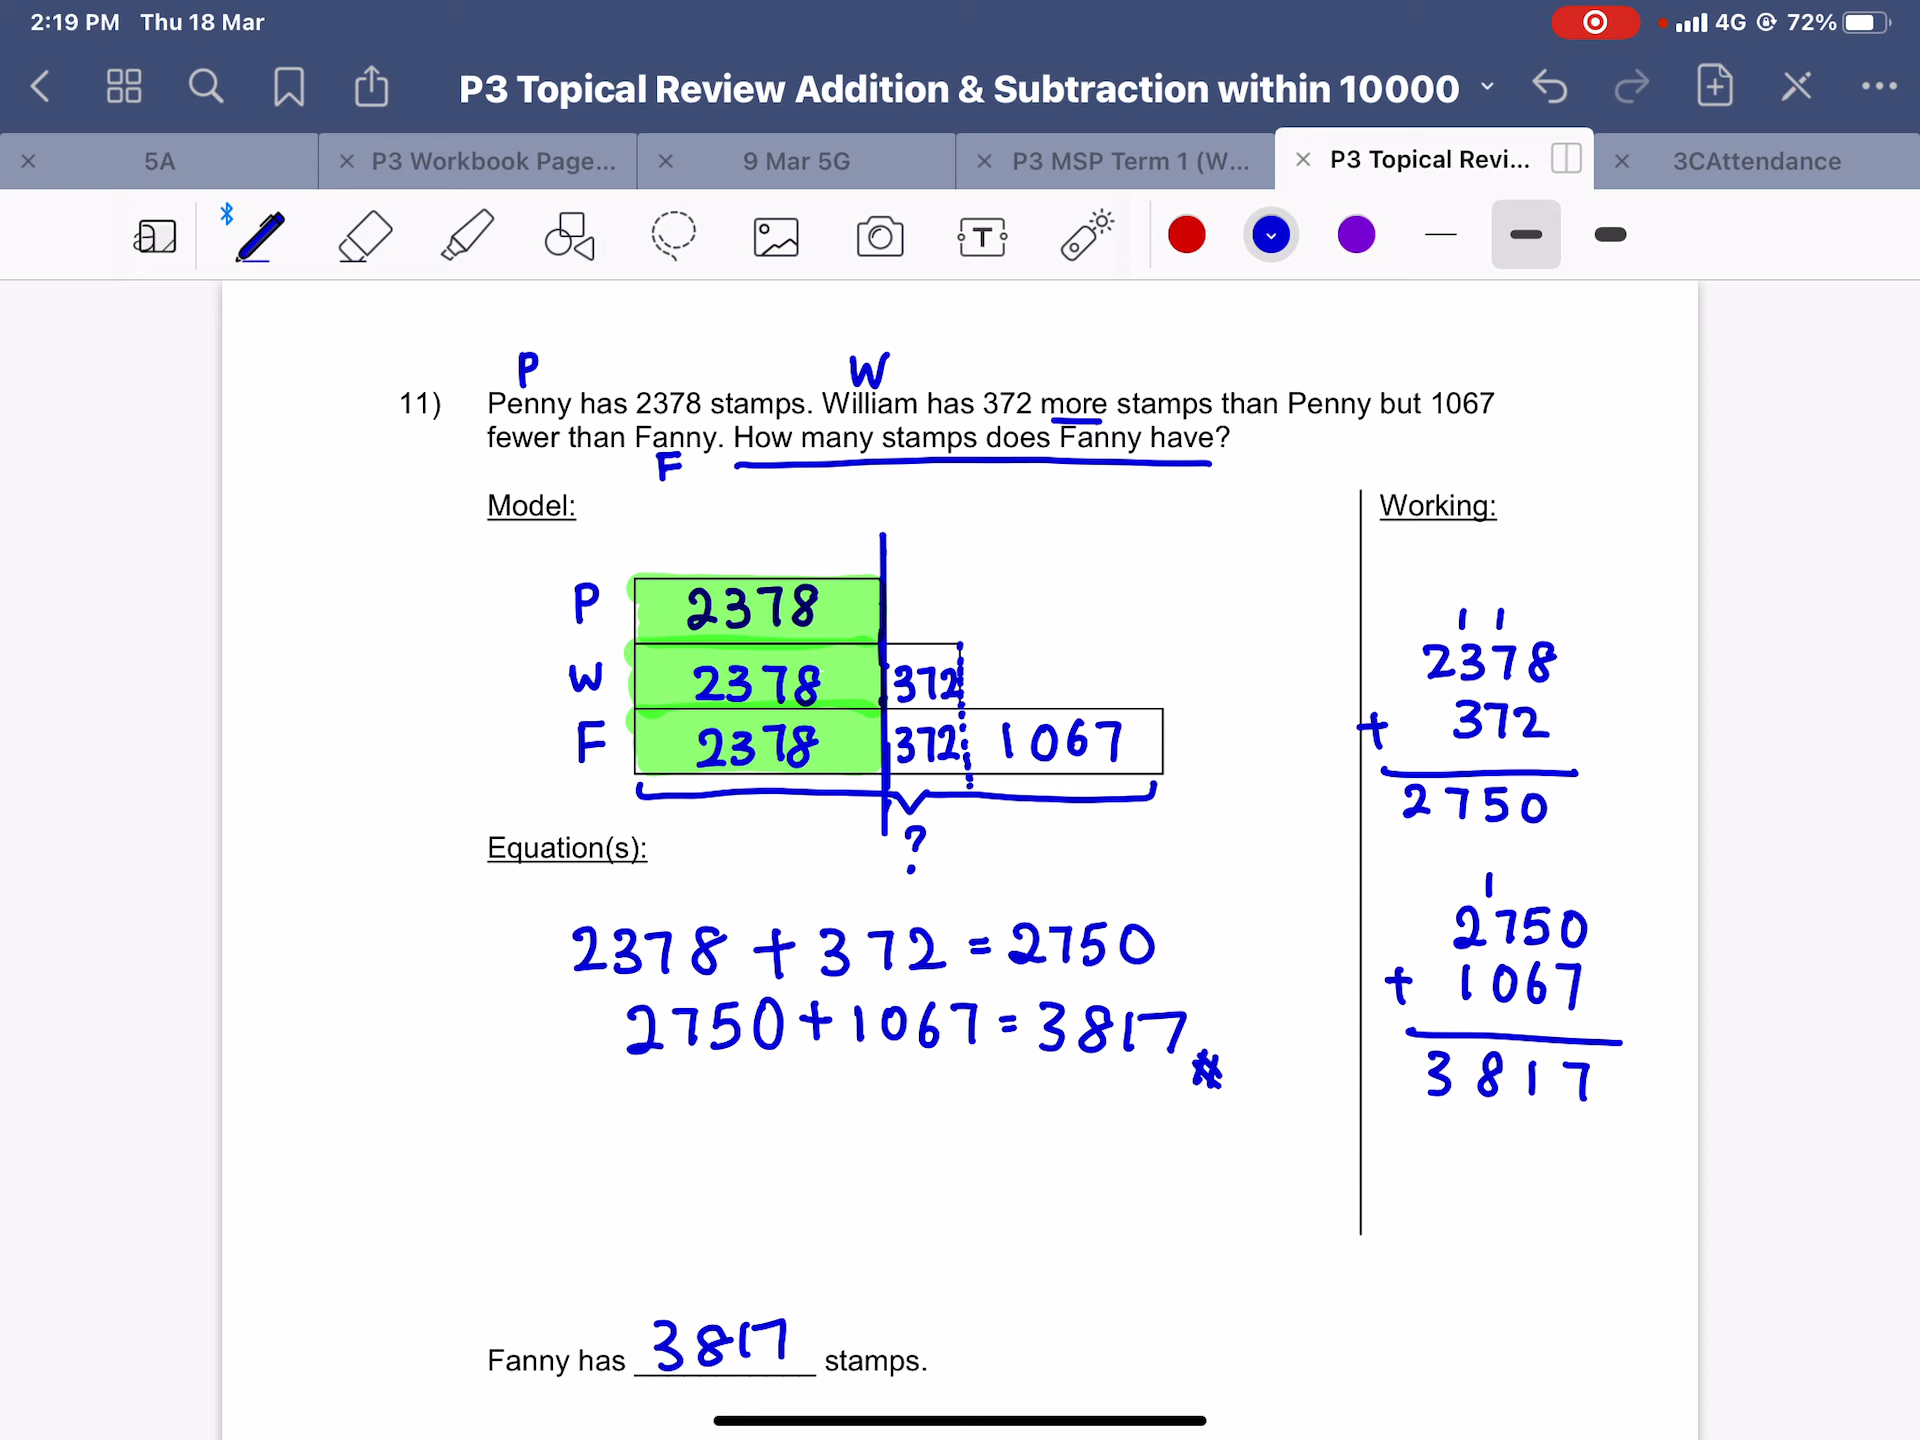 2:19 PM Thu 18 Mar
4G 72%
P3 Topical Review Addition & Subtraction within 10000
5A
P3 Workbook Page...
9 Mar 5G
P3 MSP Term 1 (W...
P3 Topical Revi...
3CAttendance
P W
11) Penny has 2378 stamps. William has 372 more stamps than Penny but 1067
fewer than Fanny. How many stamps does Fanny have?
F
Model:
P 2378
W 2378 372
F 2378 372 1067
?
Equation(s):
2378 + 372 = 2750
2750 + 1067 = 3817
Working:
1 1
2378
+ 372
2750
1
2750
+ 1067
3817
Fanny has 3817 stamps.